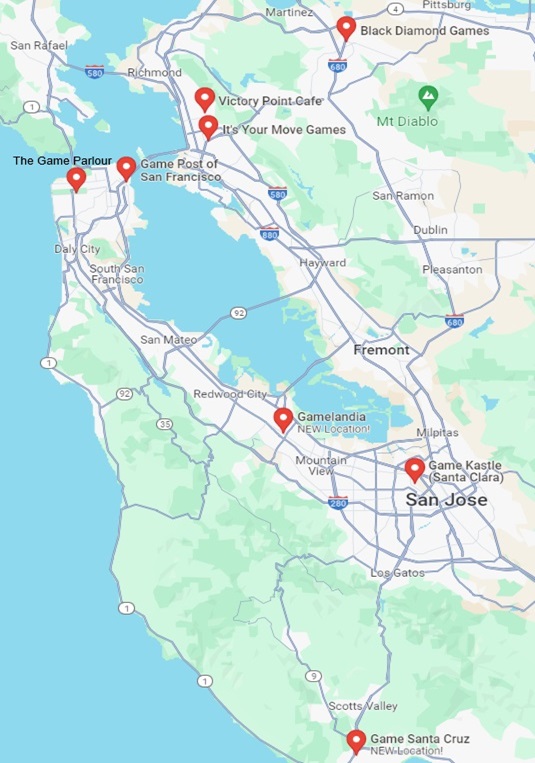 Martinez
4
Pittsburg
San Rafael
Black Diamond Games
680
580
Richmond
Victory Point Cafe
1
Mt Diablo
It's Your Move Games
The Game Parlour
Game Post of
San Francisco
580
San Ramon
880
Dublin
Daly City
Hayward
Pleasanton
South San
Francisco
92
680
San Mateo
Fremont
1
92
Redwood City
Gamelandia
NEW Location!
35
Milpitas
Mountain
View
Game Kastle
(Santa Clara)
280
San Jose
Los Gatos
1
9
1
Scotts Valley
Game Santa Cruz
NEW Location!